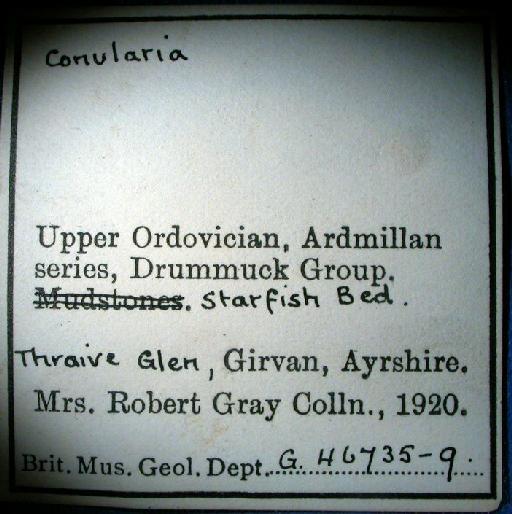 Conularia
Upper Ordovician, Ardmillan
series, Drummuck Group.
Mudstones. Starfish Bed.
Thraive Glen, Girvan, Ayrshire.
Mrs. Robert Gray Colln., 1920.
Brit. Mus. Geol. Dept. G. 46735-9.